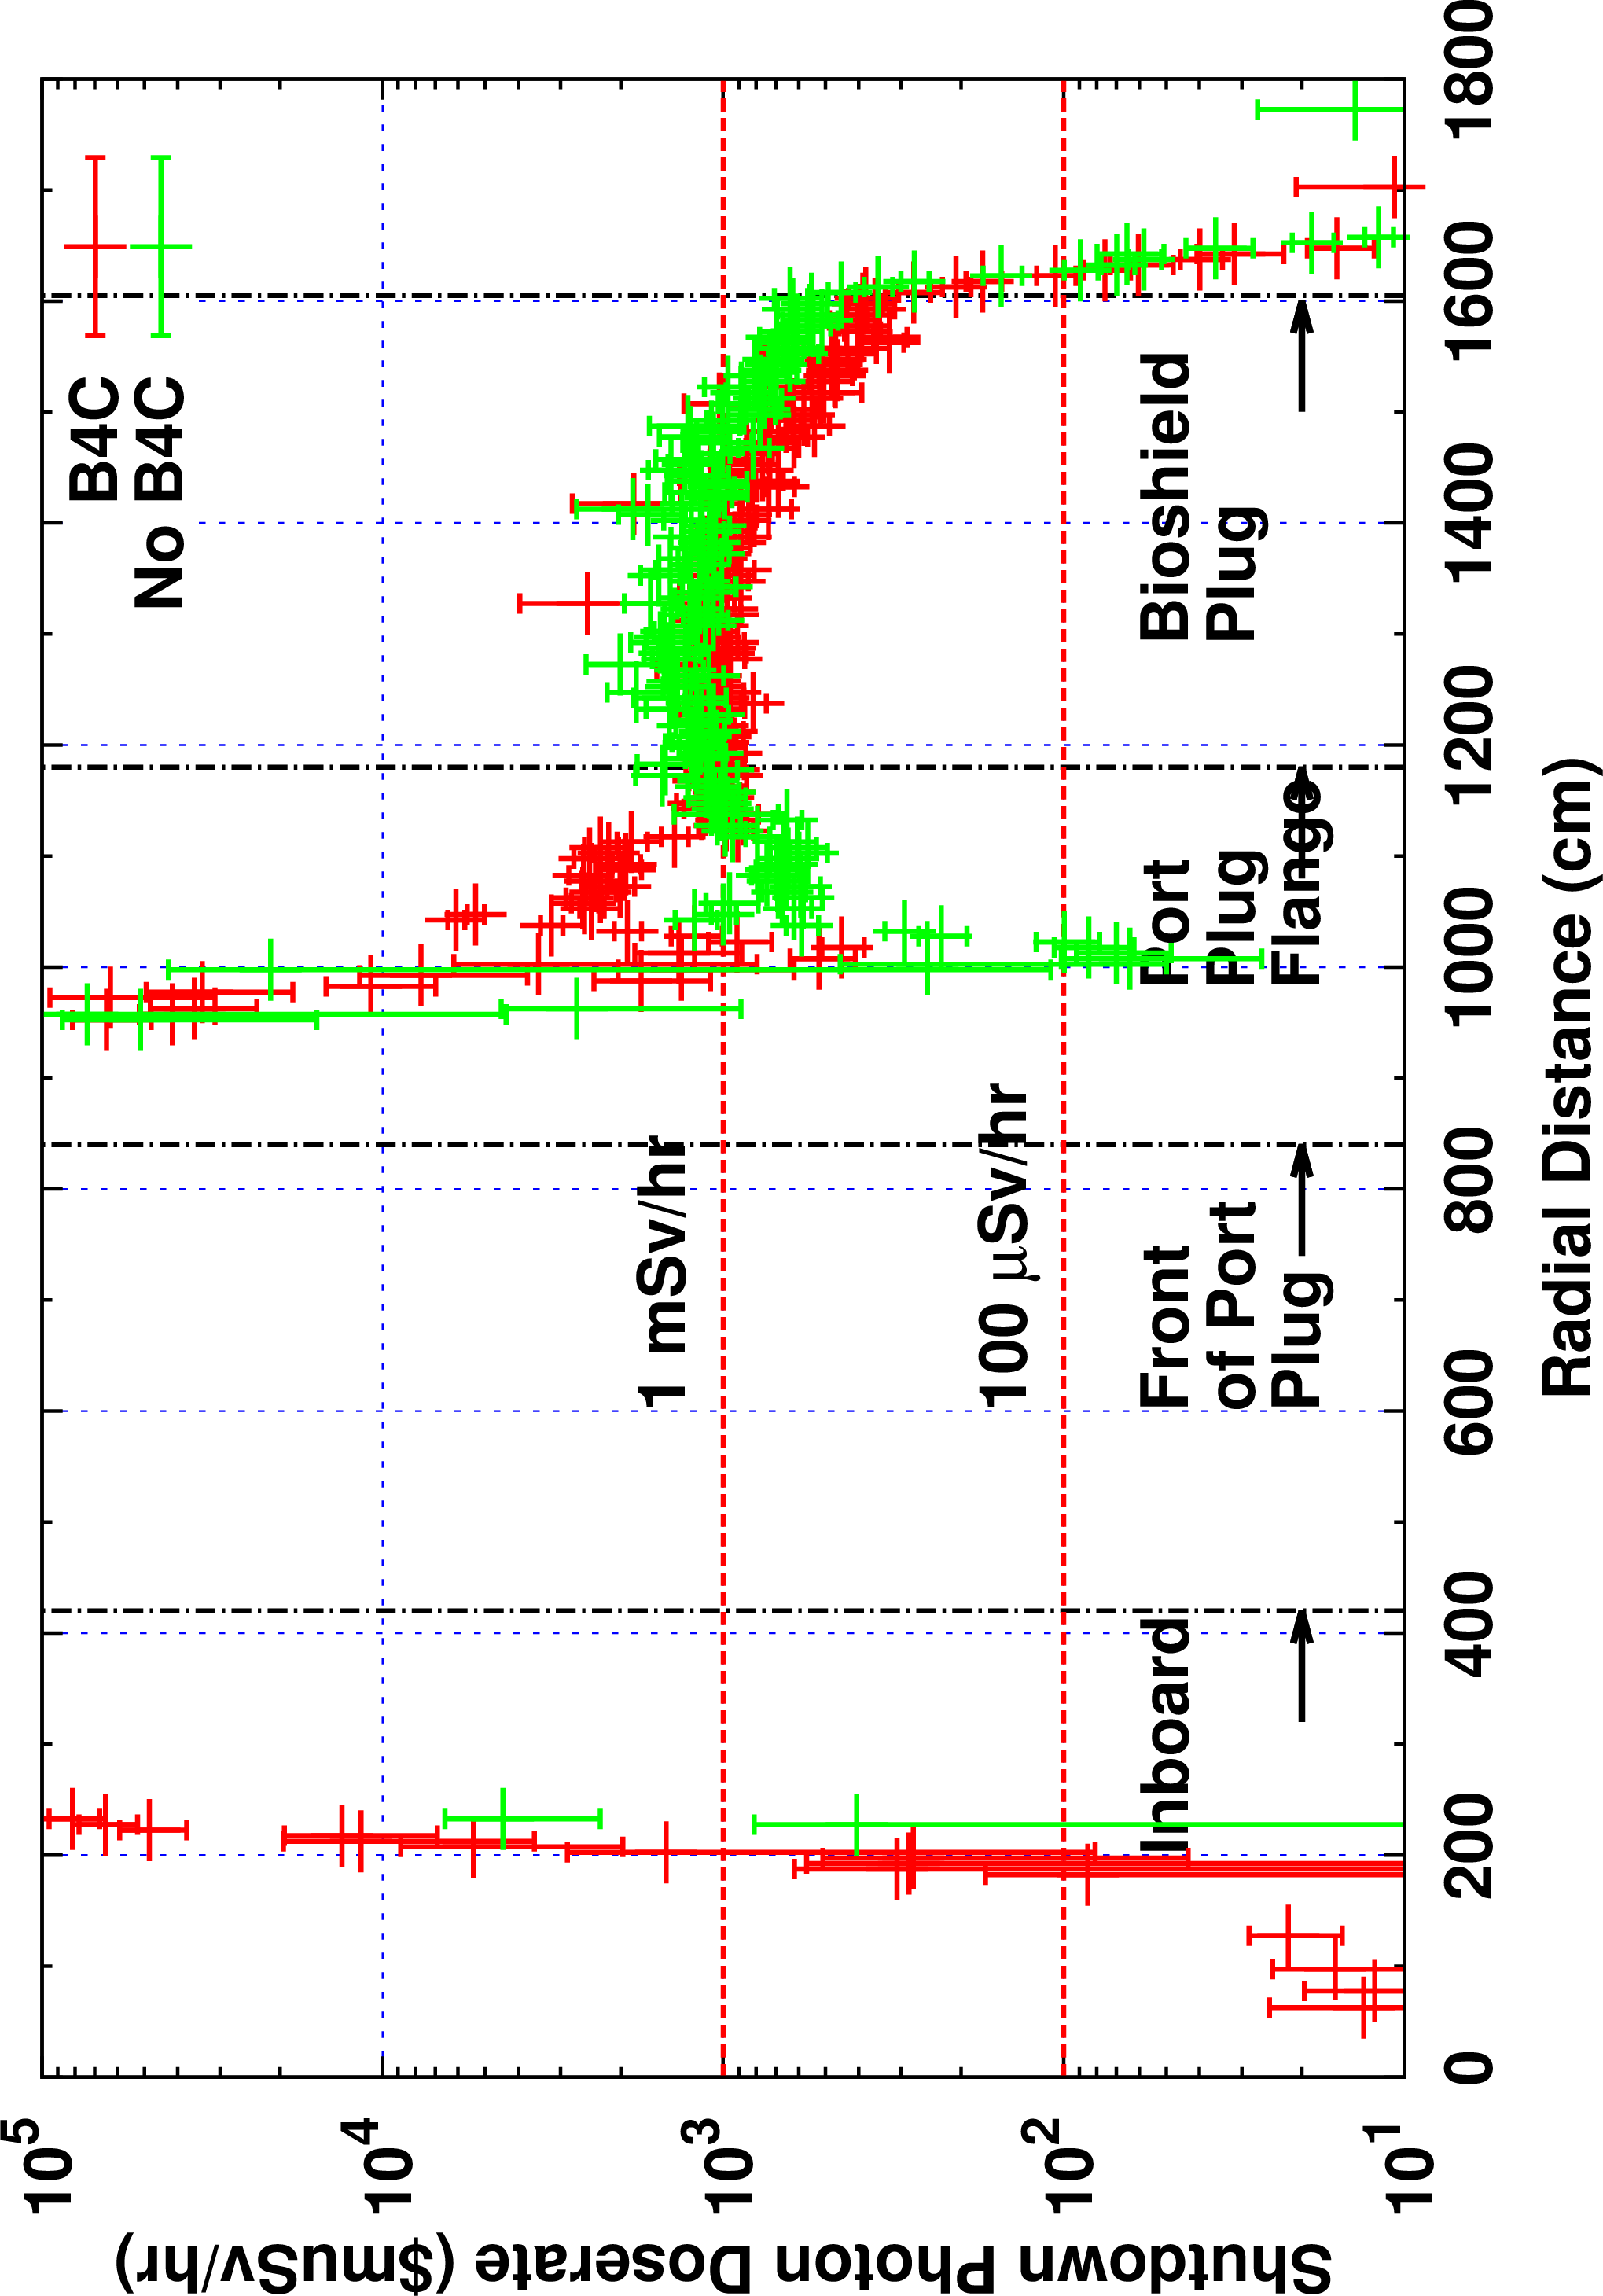 B4C
No B4C
1 mSv/hr
100 μSv/hr
Inboard
Front
of Port
Plug
Port
Plug
Flange
Bioshield
Plug
10^5
10^4
10^3
10^2
10^1
0 200 400 600 800 1000 1200 1400 1600 1800
Radial Distance (cm)
Shutdown Photon Doserate ($muSv/hr)